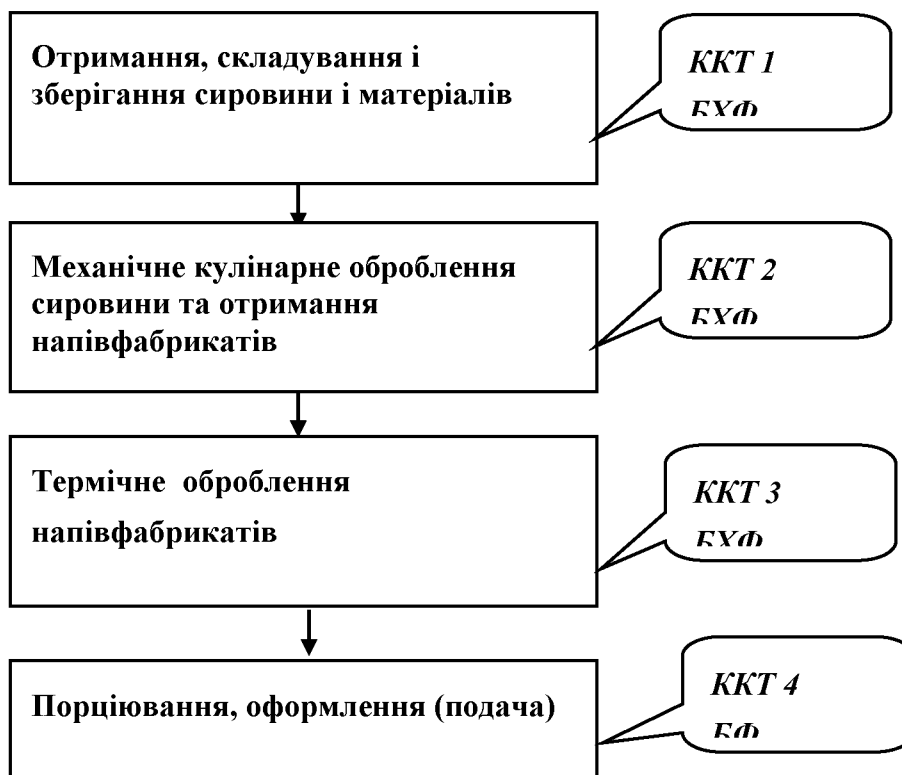 Отримання, складування і
зберігання сировини і матеріалів
ККТ 1
БХФ
Механічне кулінарне оброблення
сировини та отримання
напівфабрикатів
ККТ 2
БХФ
Термічне оброблення
напівфабрикатів
ККТ 3
БХФ
Порціювання, оформлення (подача)
ККТ 4
БФ